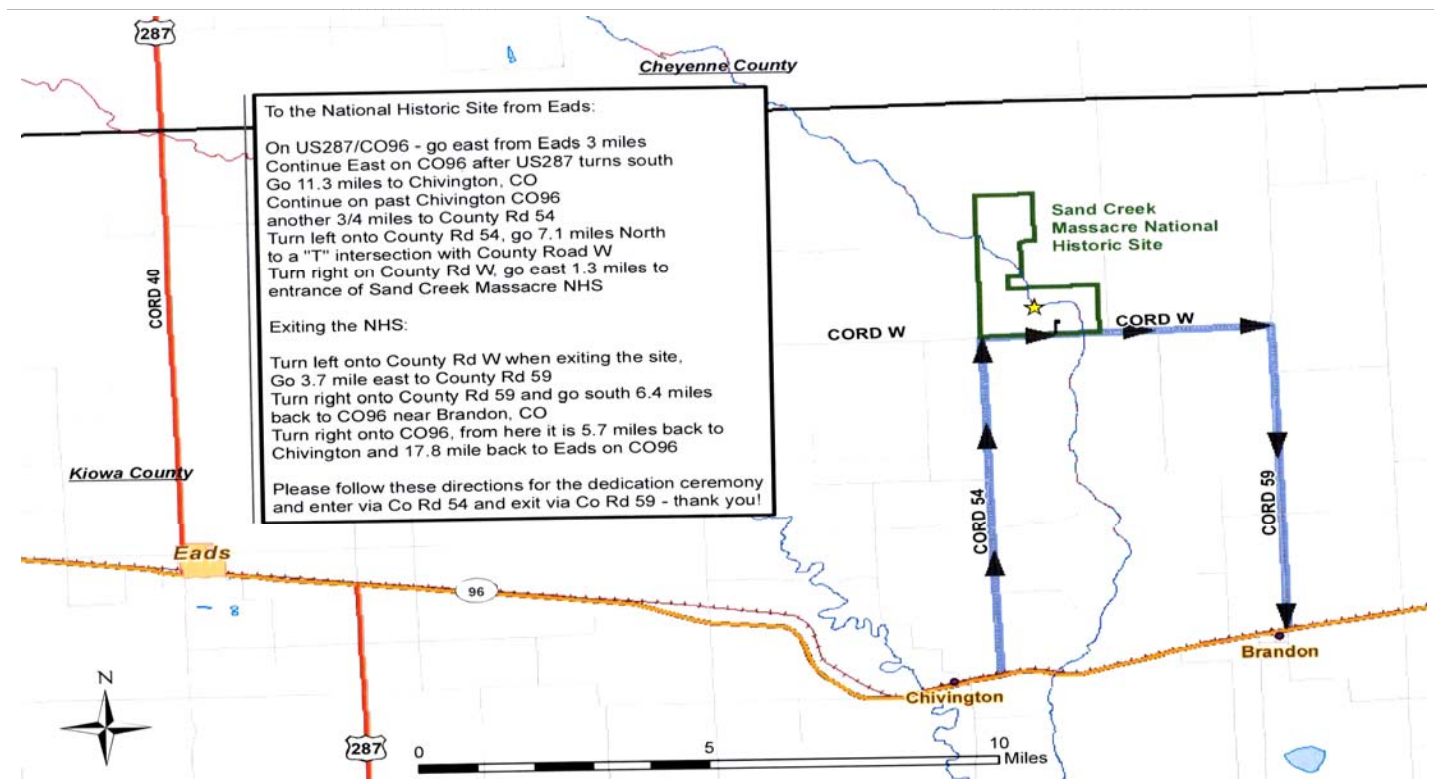 287
Cheyenne County
To the National Historic Site from Eads:
On US287/CO96 - go east from Eads 3 miles
Continue East on CO96 after US287 turns south
Go 11.3 miles to Chivington, CO
Continue on past Chivington CO96
another 3/4 miles to County Rd 54
Turn left onto County Rd 54, go 7.1 miles North
to a "T" intersection with County Road W
Turn right on County Rd W, go east 1.3 miles to
entrance of Sand Creek Massacre NHS
Exiting the NHS:
Turn left onto County Rd W when exiting the site,
Go 3.7 mile east to County Rd 59
Turn right onto County Rd 59 and go south 6.4 miles
back to CO96 near Brandon, CO
Turn right onto CO96, from here it is 5.7 miles back to
Chivington and 17.8 mile back to Eads on CO96
Please follow these directions for the dedication ceremony
and enter via Co Rd 54 and exit via Co Rd 59 - thank you!
Sand Creek
Massacre National
Historic Site
CORD 40
CORD W
CORD W
Kiowa County
CORD 54
CORD 59
Eads
96
Brandon
Chivington
N
287
0
5
10
Miles